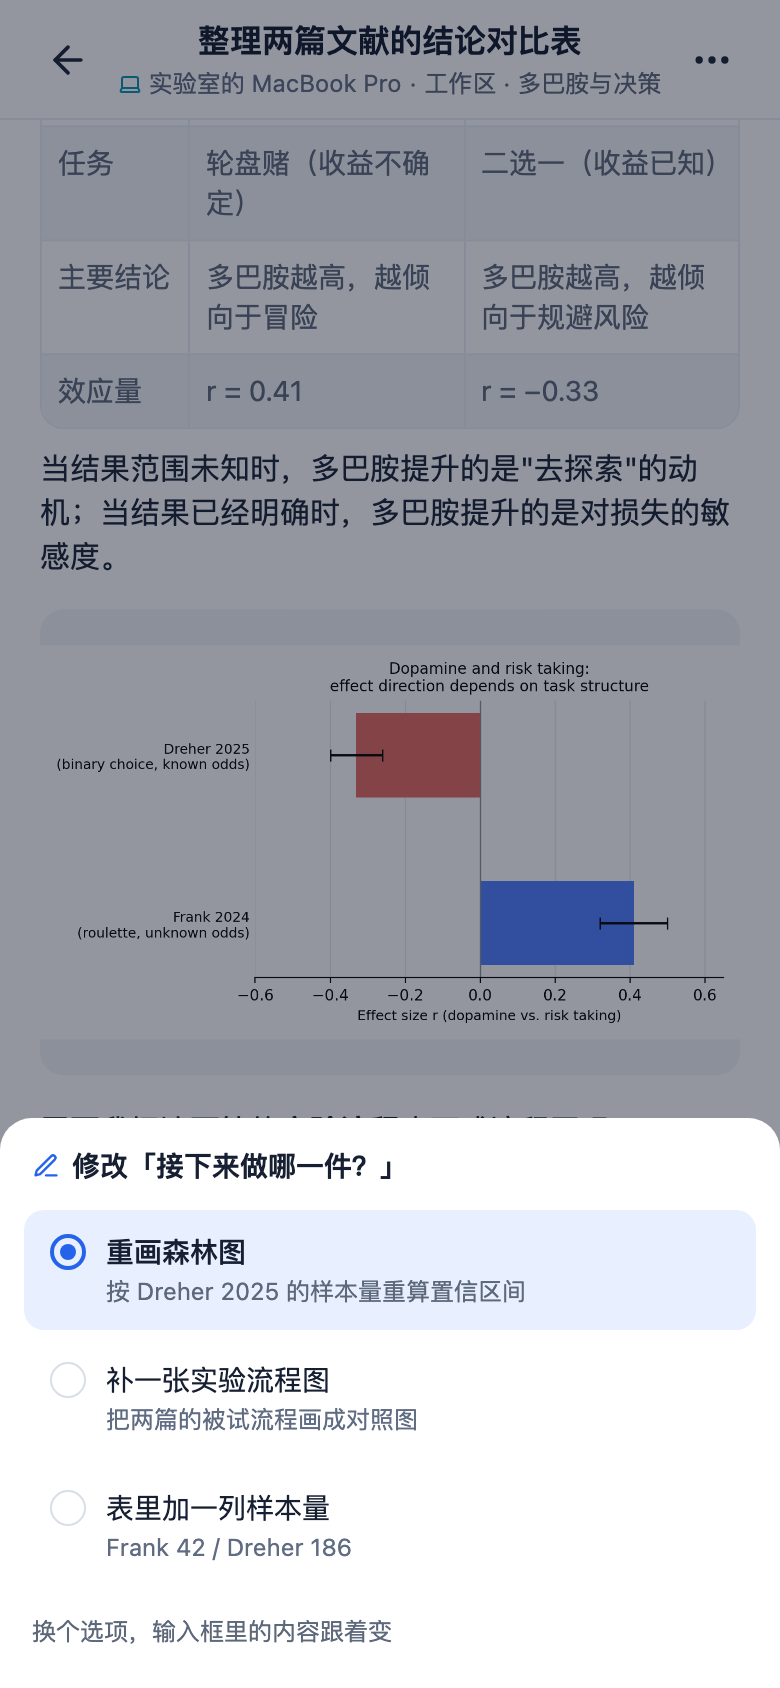 整理两篇文献的结论对比表
实验室的 MacBook Pro · 工作区 · 多巴胺与决策
任务
轮盘赌（收益不确
定）
二选一（收益已知）
主要结论
多巴胺越高，越倾
向于冒险
多巴胺越高，越倾
向于规避风险
效应量
r = 0.41
r = −0.33
当结果范围未知时，多巴胺提升的是"去探索"的动
机；当结果已经明确时，多巴胺提升的是对损失的敏
感度。
Dopamine and risk taking:
effect direction depends on task structure
Dreher 2025
(binary choice, known odds)
Frank 2024
(roulette, unknown odds)
−0.6 −0.4 −0.2 0.0 0.2 0.4 0.6
Effect size r (dopamine vs. risk taking)
修改「接下来做哪一件？」
重画森林图
按 Dreher 2025 的样本量重算置信区间
补一张实验流程图
把两篇的被试流程画成对照图
表里加一列样本量
Frank 42 / Dreher 186
换个选项，输入框里的内容跟着变